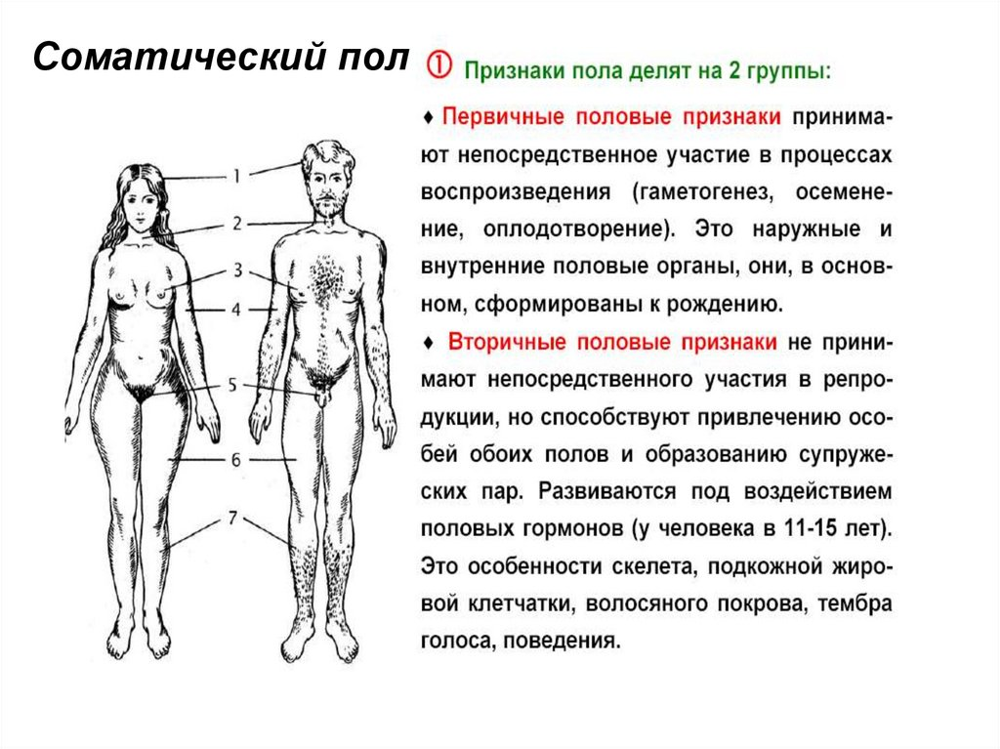 Соматический пол
① Признаки пола делят на 2 группы:
♦ Первичные половые признаки принима-
ют непосредственное участие в процессах
воспроизведения (гаметогенез, осемене-
ние, оплодотворение). Это наружные и
внутренние половые органы, они, в основ-
ном, сформированы к рождению.
♦ Вторичные половые признаки не прини-
мают непосредственного участия в репро-
дукции, но способствуют привлечению осо-
бей обоих полов и образованию супруже-
ских пар. Развиваются под воздействием
половых гормонов (у человека в 11-15 лет).
Это особенности скелета, подкожной жиро-
вой клетчатки, волосяного покрова, тембра
голоса, поведения.
1
2
3
4
5
6
7